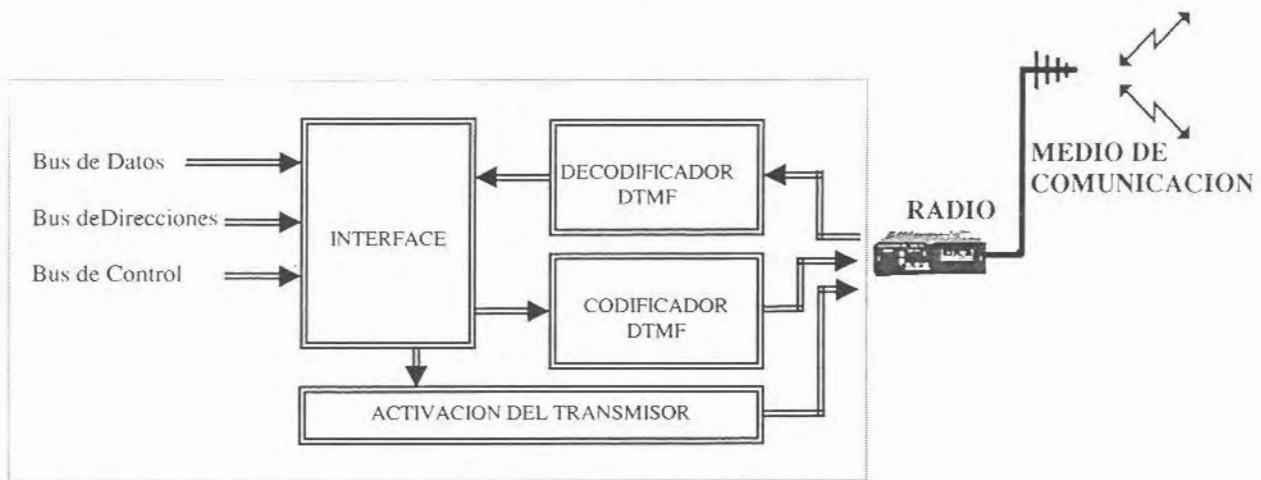 Bus de Datos
Bus deDirecciones
Bus de Control
INTERFACE
DECODIFICADOR
DTMF
CODIFICADOR
DTMF
ACTIVACION DEL TRANSMISOR
RADIO
MEDIO DE
COMUNICACION